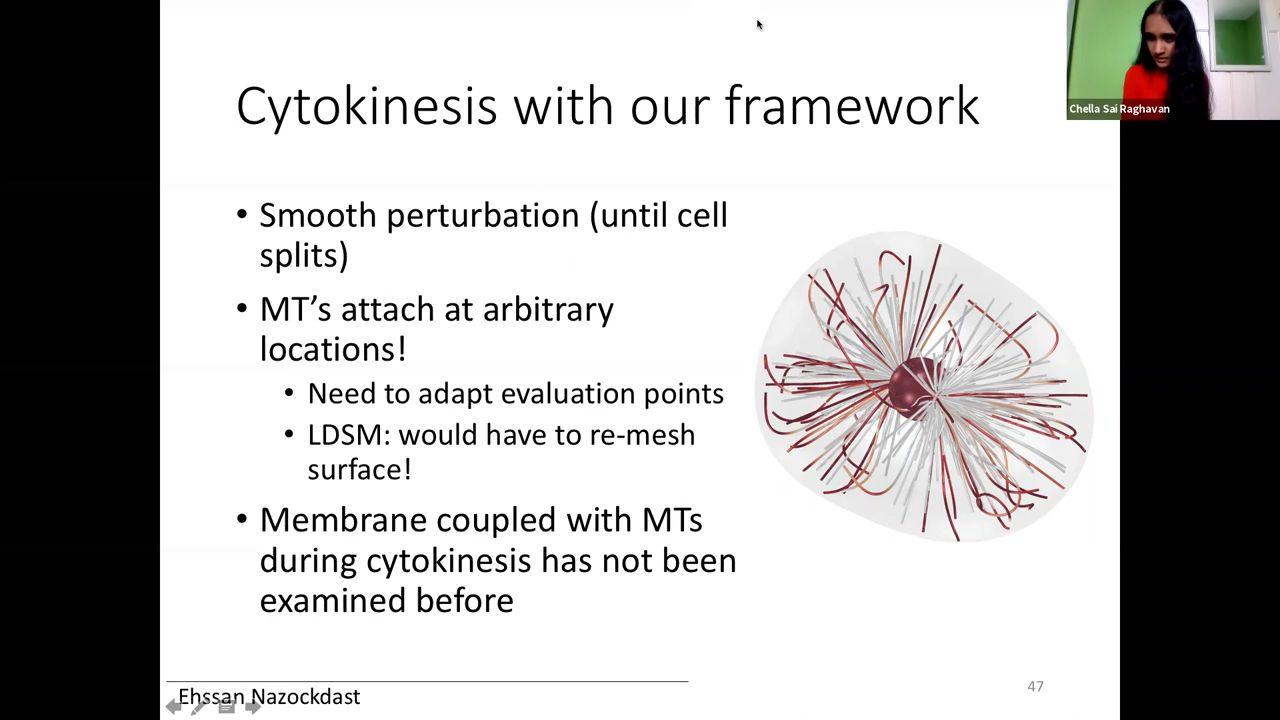 Cytokinesis with our framework
Chella Sai Raghavan
• Smooth perturbation (until cell
splits)
• MT’s attach at arbitrary
locations!
• Need to adapt evaluation points
• LDSM: would have to re-mesh
surface!
• Membrane coupled with MTs
during cytokinesis has not been
examined before
Ehssan Nazockdast
47